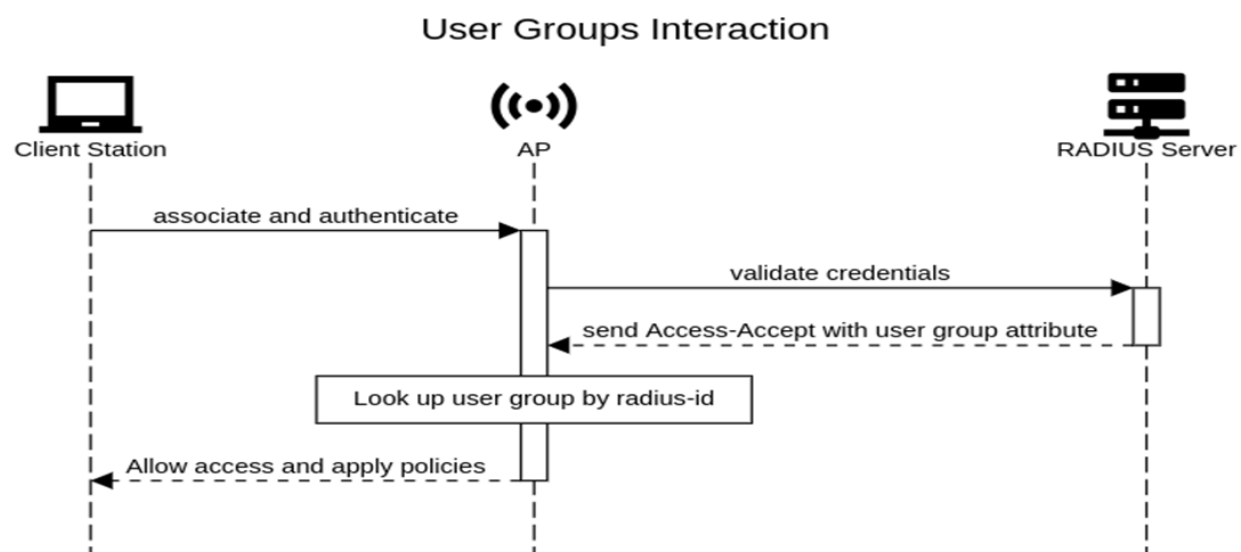 User Groups Interaction
Client Station
AP
RADIUS Server
associate and authenticate
validate credentials
send Access-Accept with user group attribute
Look up user group by radius-id
Allow access and apply policies